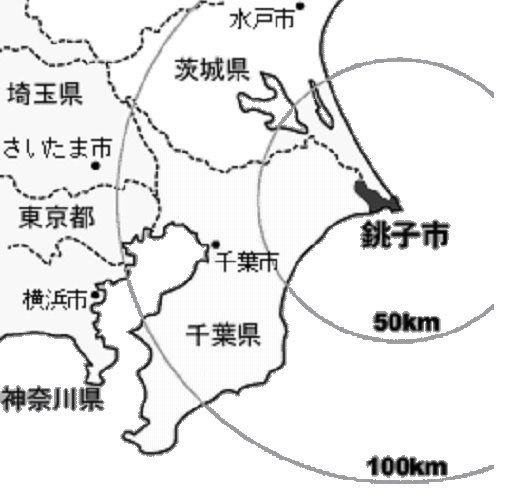 水戸市
茨城県
埼玉県
さいたま市
東京都
銚子市
千葉市
横浜市
50km
千葉県
神奈川県
100km